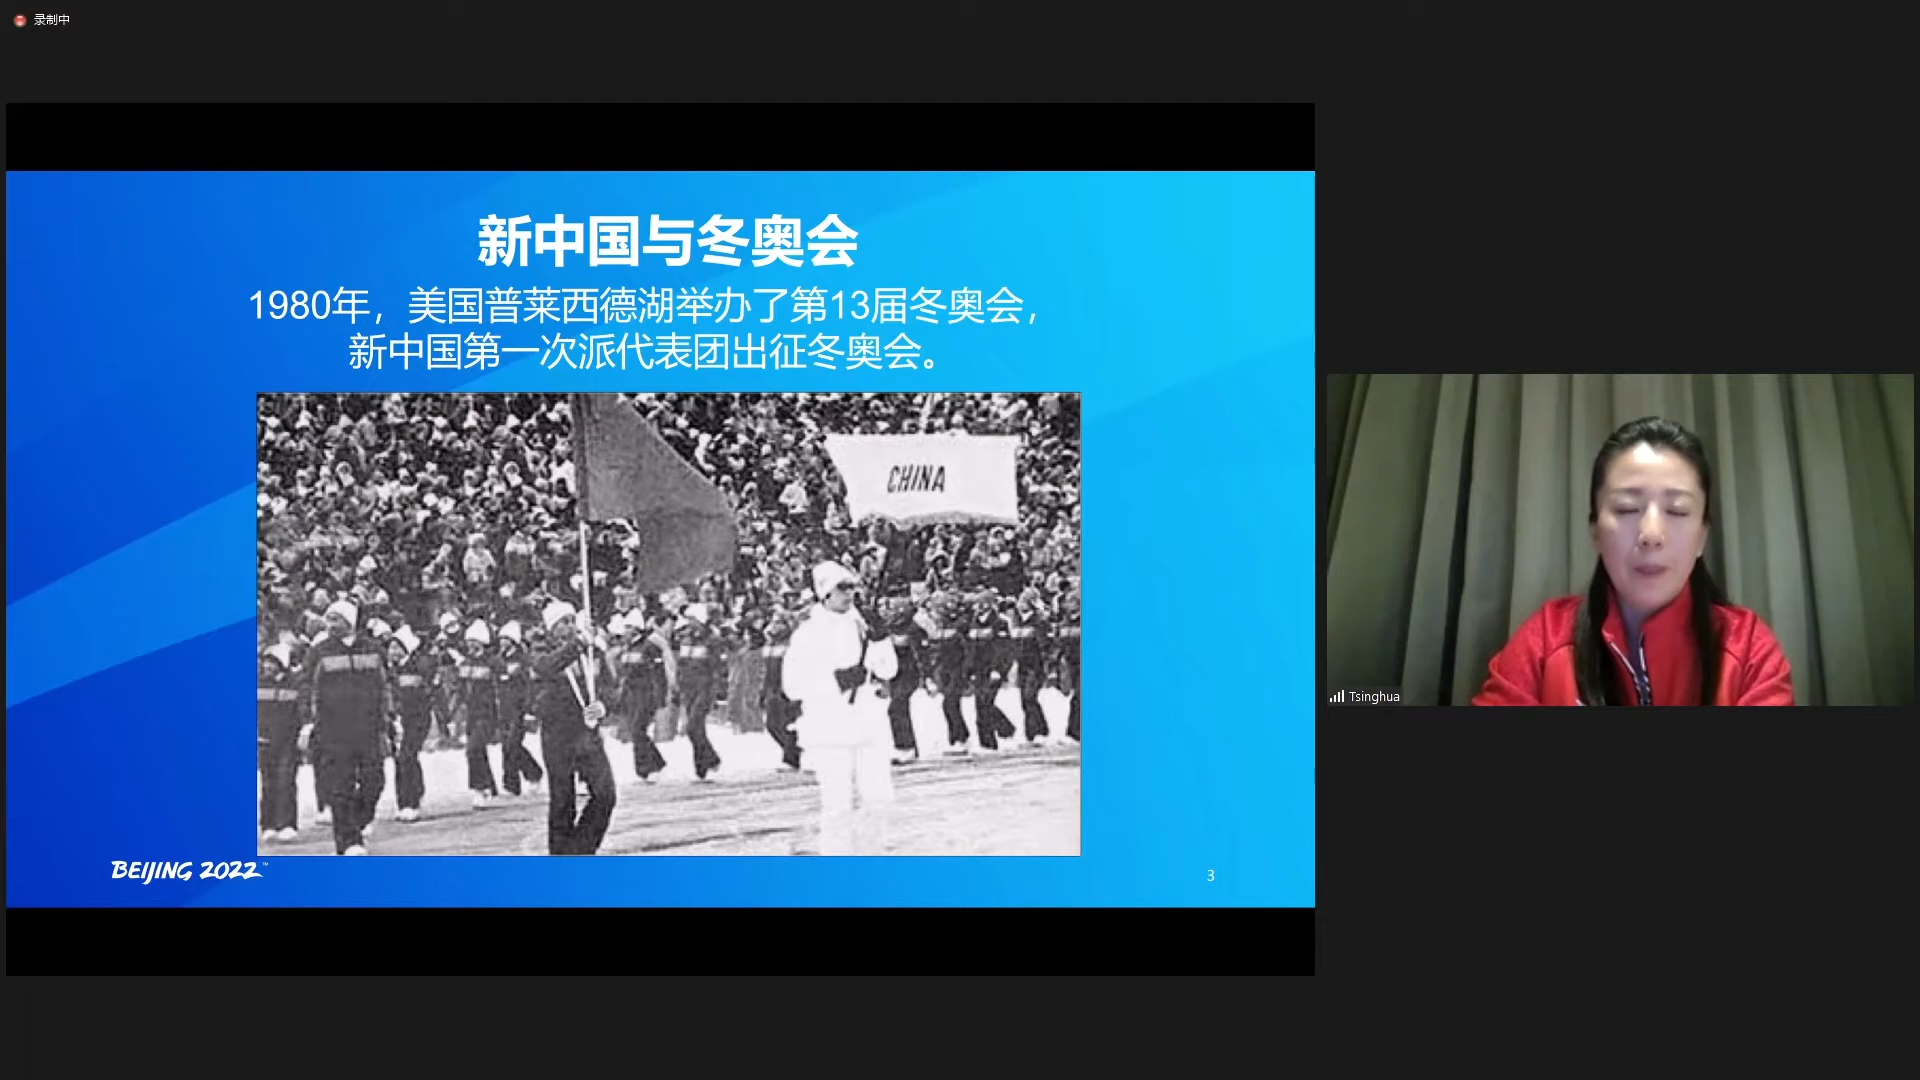 录制中
新中国与冬奥会
1980年，美国普莱西德湖举办了第13届冬奥会，
新中国第一次派代表团出征冬奥会。
CHINA
BEIJING 2022™
3
Tsinghua